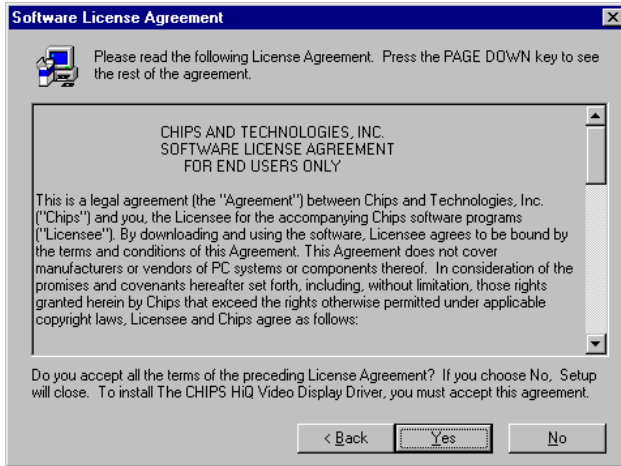 Software License Agreement
Please read the following License Agreement. Press the PAGE DOWN key to see
the rest of the agreement.
CHIPS AND TECHNOLOGIES, INC.
SOFTWARE LICENSE AGREEMENT
FOR END USERS ONLY
This is a legal agreement (the "Agreement") between Chips and Technologies, Inc.
("Chips") and you, the Licensee for the accompanying Chips software programs
("Licensee"). By downloading and using the software, Licensee agrees to be bound by
the terms and conditions of this Agreement. This Agreement does not cover
manufacturers or vendors of PC systems or components thereof. In consideration of the
promises and covenants hereafter set forth, including, without limitation, those rights
granted herein by Chips that exceed the rights otherwise permitted under applicable
copyright laws, Licensee and Chips agree as follows:
Do you accept all the terms of the preceding License Agreement? If you choose No, Setup
will close. To install The CHIPS HiQ Video Display Driver, you must accept this agreement.
< Back
Yes
No